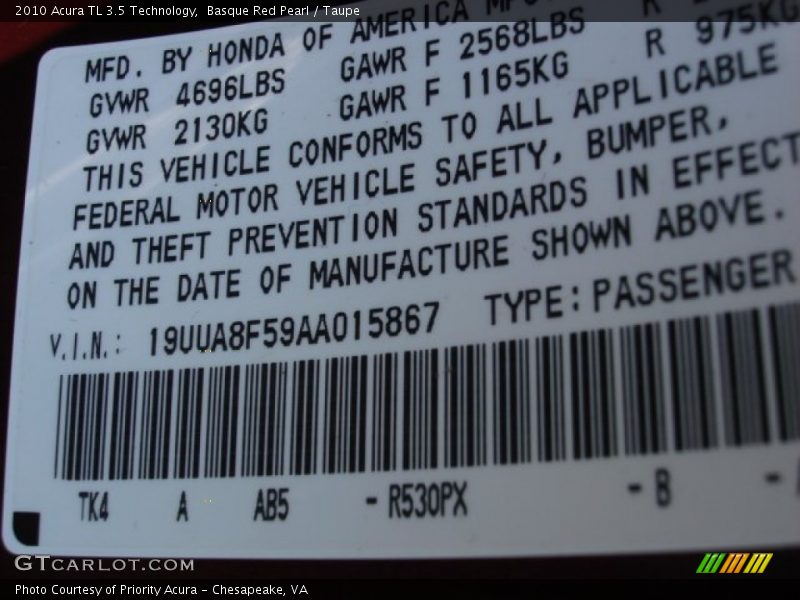 2010 Acura TL 3.5 Technology, Basque Red Pearl / Taupe
MFD. BY HONDA OF AMERICA
GVWR 4696LBS GAWR F 2568LBS R
GVWR 2130KG GAWR F 1165KG R 975KG
THIS VEHICLE CONFORMS TO ALL APPLICABLE
FEDERAL MOTOR VEHICLE SAFETY, BUMPER,
AND THEFT PREVENTION STANDARDS IN EFFECT
ON THE DATE OF MANUFACTURE SHOWN ABOVE.
V.I.N.: 19UUA8F59AA015867 TYPE: PASSENGER
TK4 A AB5 - R530PX - B -
GTCARLOT.COM
Photo Courtesy of Priority Acura - Chesapeake, VA